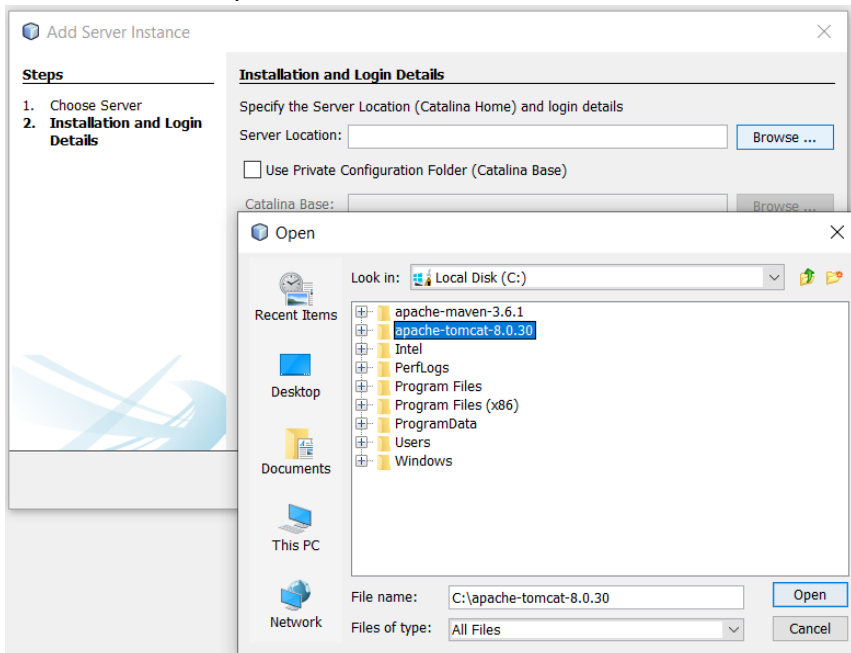 Add Server Instance
Steps
1. Choose Server
2. Installation and Login
Details
Installation and Login Details
Specify the Server Location (Catalina Home) and login details
Server Location:
Browse ...
Use Private Configuration Folder (Catalina Base)
Catalina Base:
Browse ...
Open
Look in:
Local Disk (C:)
Recent Items
Desktop
Documents
This PC
Network
apache-maven-3.6.1
apache-tomcat-8.0.30
Intel
PerfLogs
Program Files
Program Files (x86)
ProgramData
Users
Windows
File name:
C:\apache-tomcat-8.0.30
Open
Files of type:
All Files
Cancel